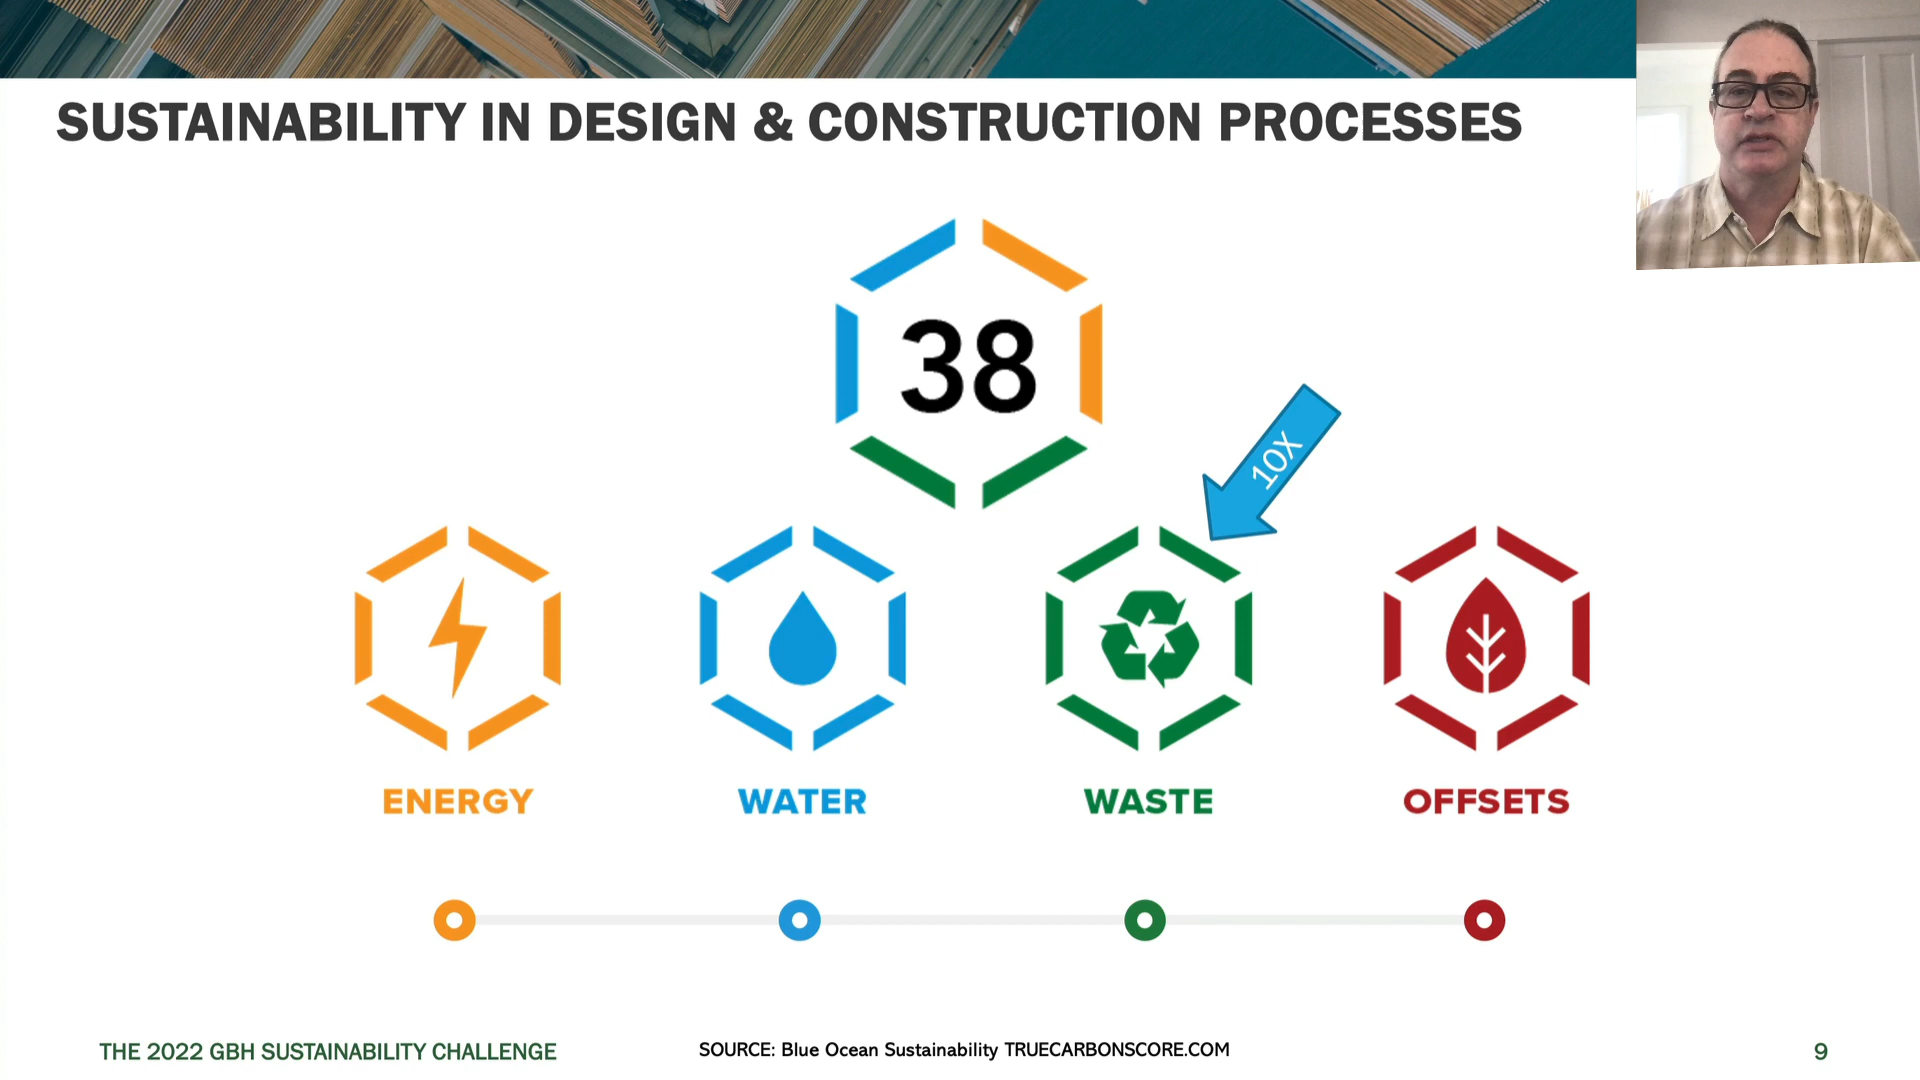 SUSTAINABILITY IN DESIGN & CONSTRUCTION PROCESSES
38
10X
ENERGY
WATER
WASTE
OFFSETS
THE 2022 GBH SUSTAINABILITY CHALLENGE
SOURCE: Blue Ocean Sustainability TRUECARBONSCORE.COM
9